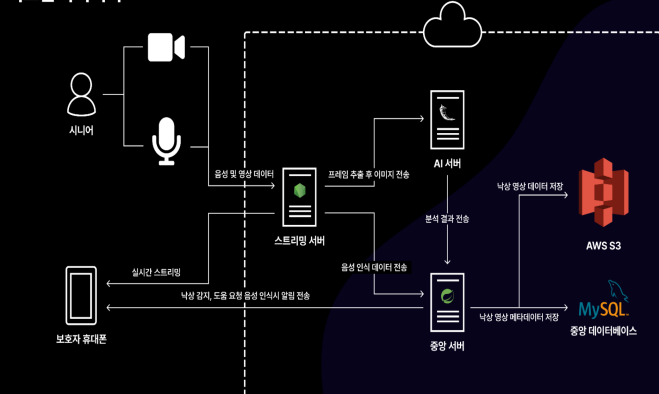 시니어
음성 및 영상 데이터
프레임 추출 후 이미지 전송
AI 서버
낙상 영상 데이터 저장
분석 결과 전송
스트리밍 서버
AWS S3
실시간 스트리밍
음성 인식 데이터 전송
낙상 감지, 도움 요청 음성 인식시 알림 전송
MySQL
낙상 영상 메타데이터 저장
보호자 휴대폰
중앙 서버
중앙 데이터베이스